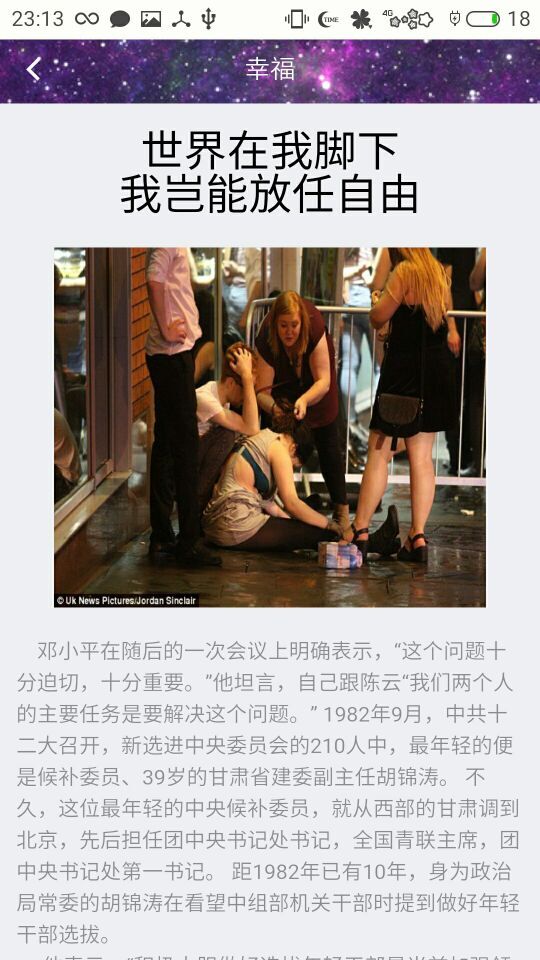 23:13
TIME
4G
18
幸福
世界在我脚下
我岂能放任自由
© Uk News Pictures/Jordan Sinclair
邓小平在随后的一次会议上明确表示，“这个问题十
分迫切，十分重要。”他坦言，自己跟陈云“我们两个人
的主要任务是要解决这个问题。” 1982年9月，中共十
二大召开，新选进中央委员会的210人中，最年轻的便
是候补委员、39岁的甘肃省建委副主任胡锦涛。 不
久，这位最年轻的中央候补委员，就从西部的甘肃调到
北京，先后担任团中央书记处书记，全国青联主席，团
中央书记处第一书记。 距1982年已有10年，身为政治
局常委的胡锦涛在看望中组部机关干部时提到做好年轻
干部选拔。